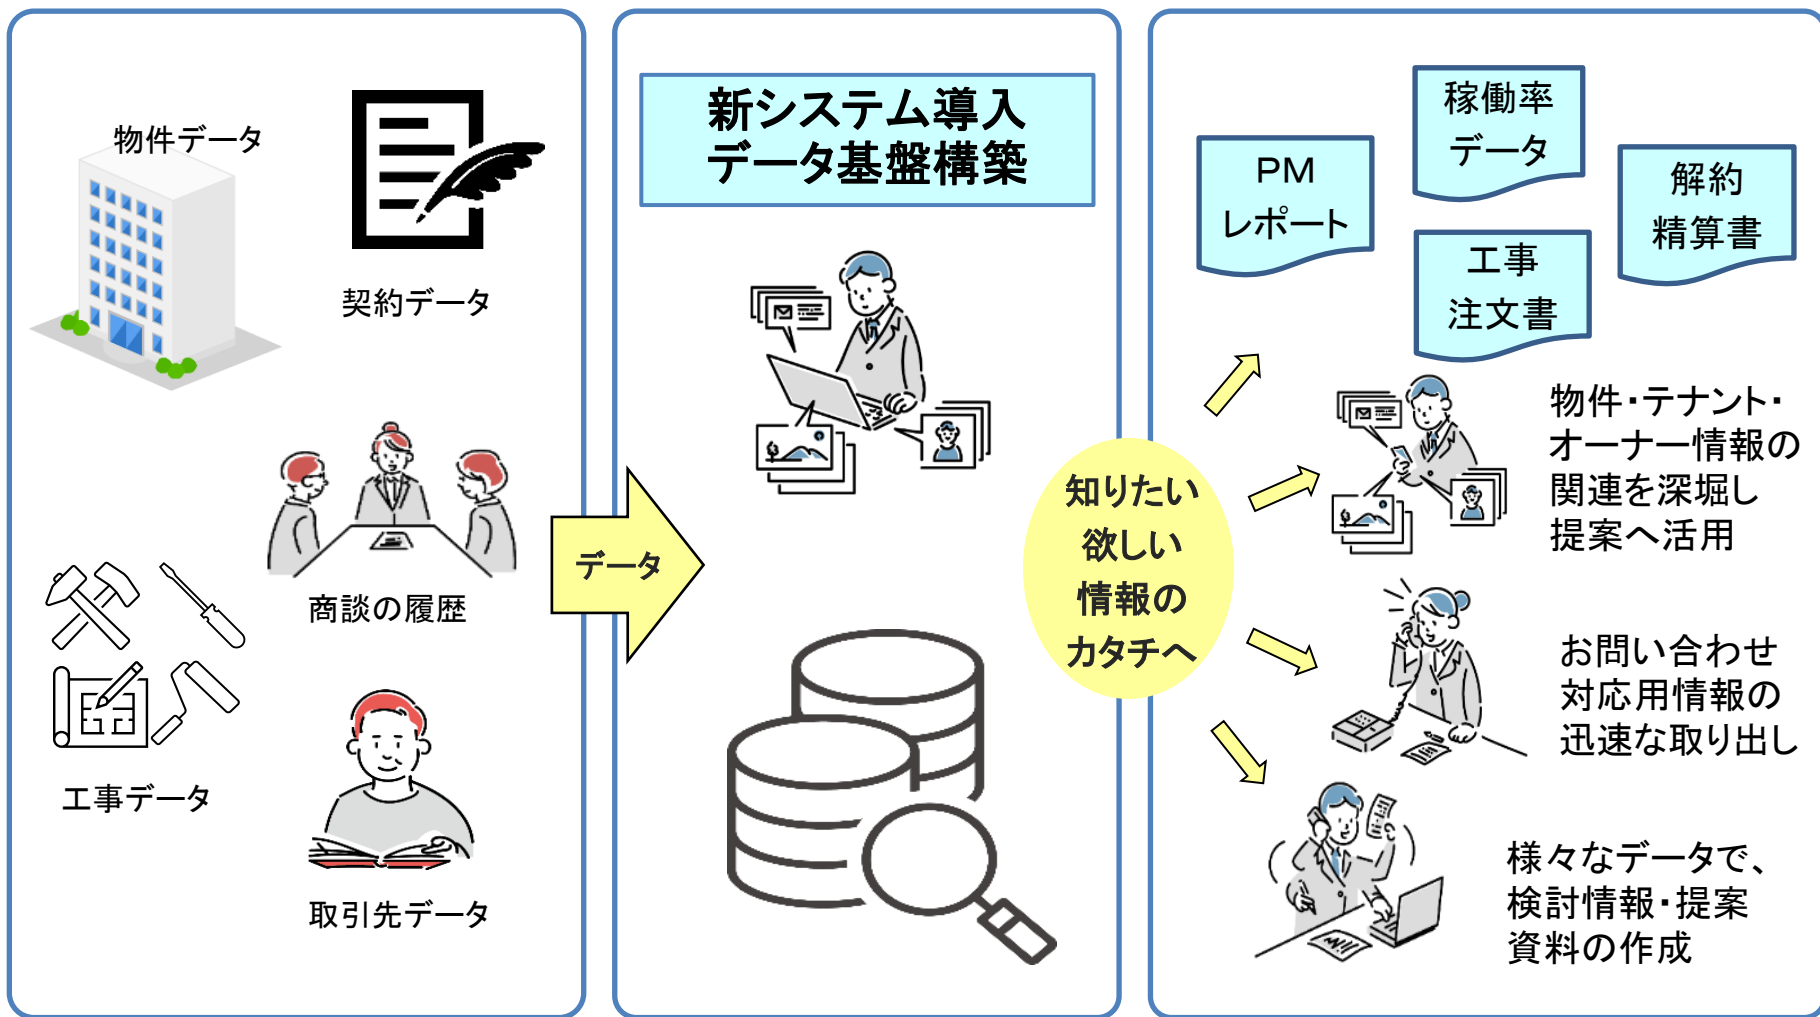 物件データ
契約データ
商談の履歴
工事データ
取引先データ
データ
新システム導入
データ基盤構築
知りたい
欲しい
情報の
カタチへ
PM
レポート
稼働率
データ
工事
注文書
解約
精算書
物件・テナント・
オーナー情報の
関連を深堀し
提案へ活用
お問い合わせ
対応用情報の
迅速な取り出し
様々なデータで、
検討情報・提案
資料の作成